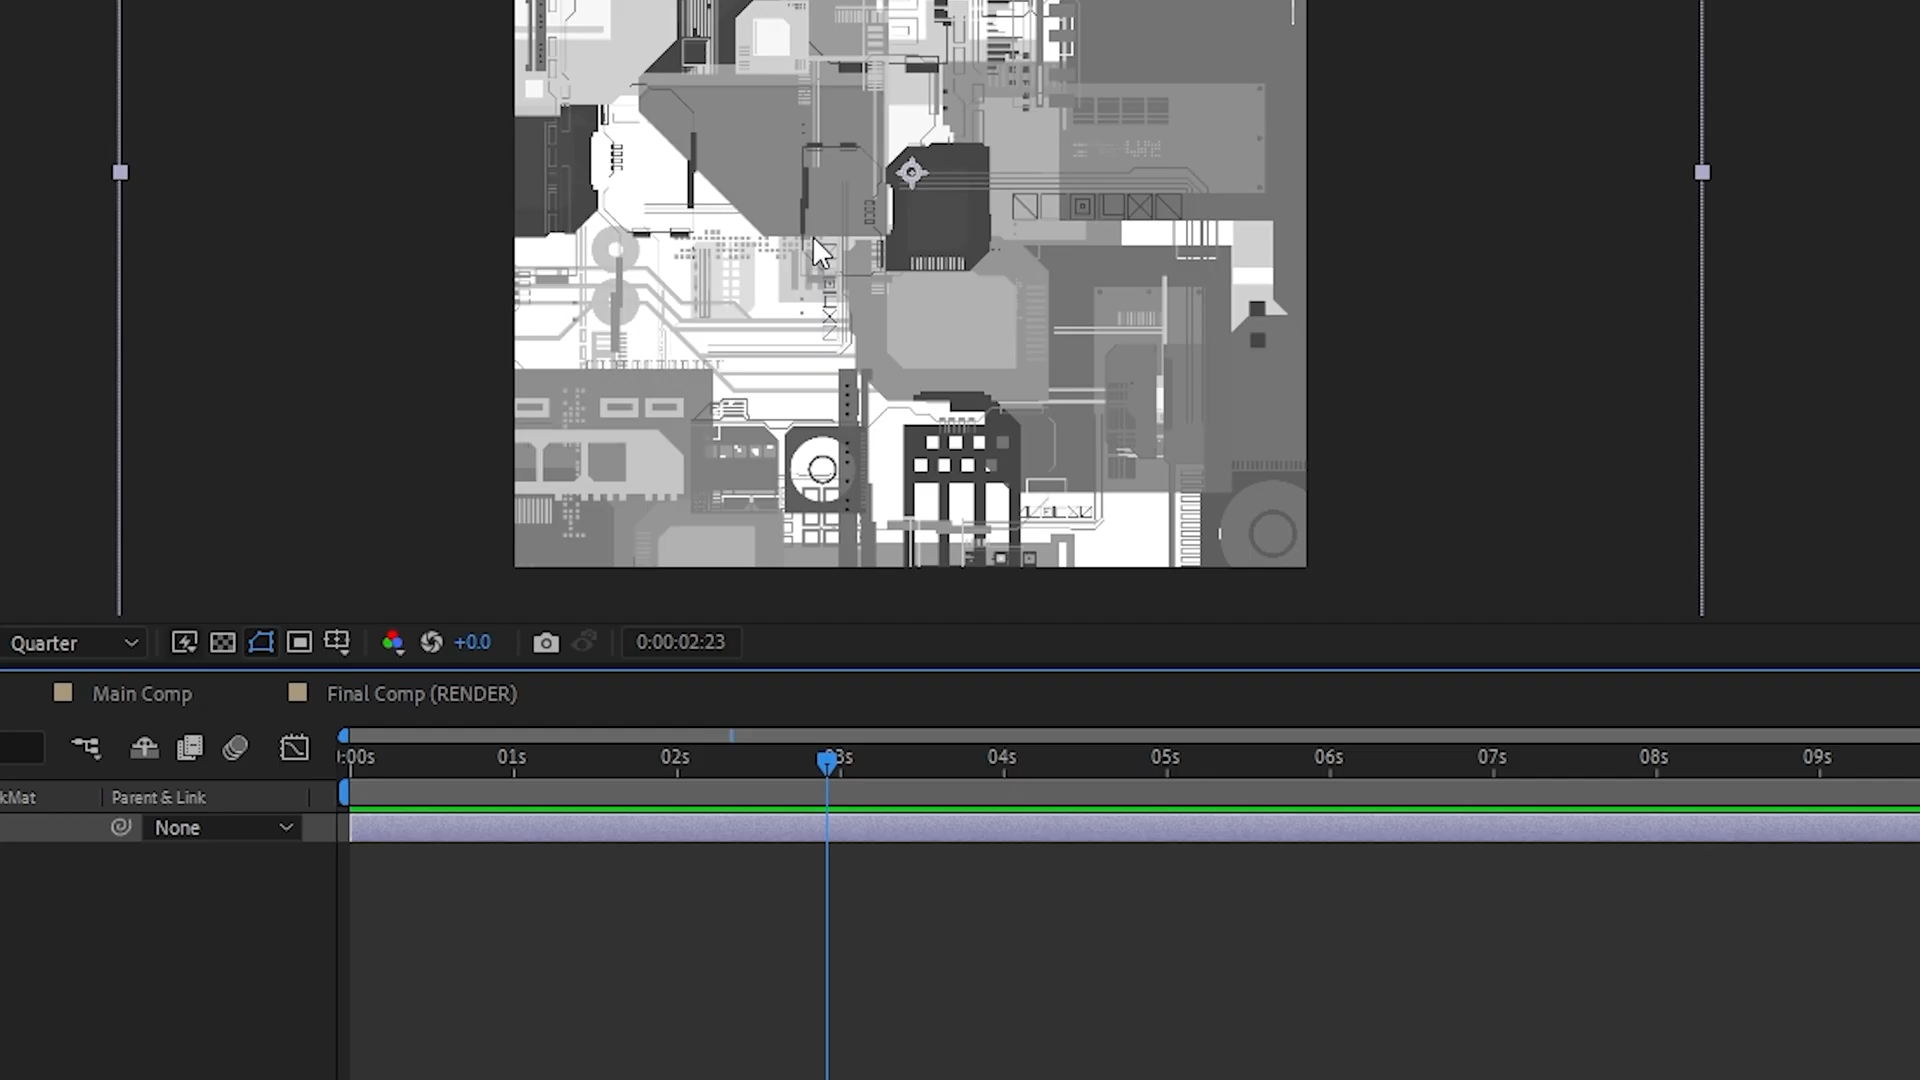 Quarter +0.0 0:00:02:23
Main Comp Final Comp (RENDER)
:00s 01s 02s 03s 04s 05s 06s 07s 08s 09s
kMat Parent & Link
None